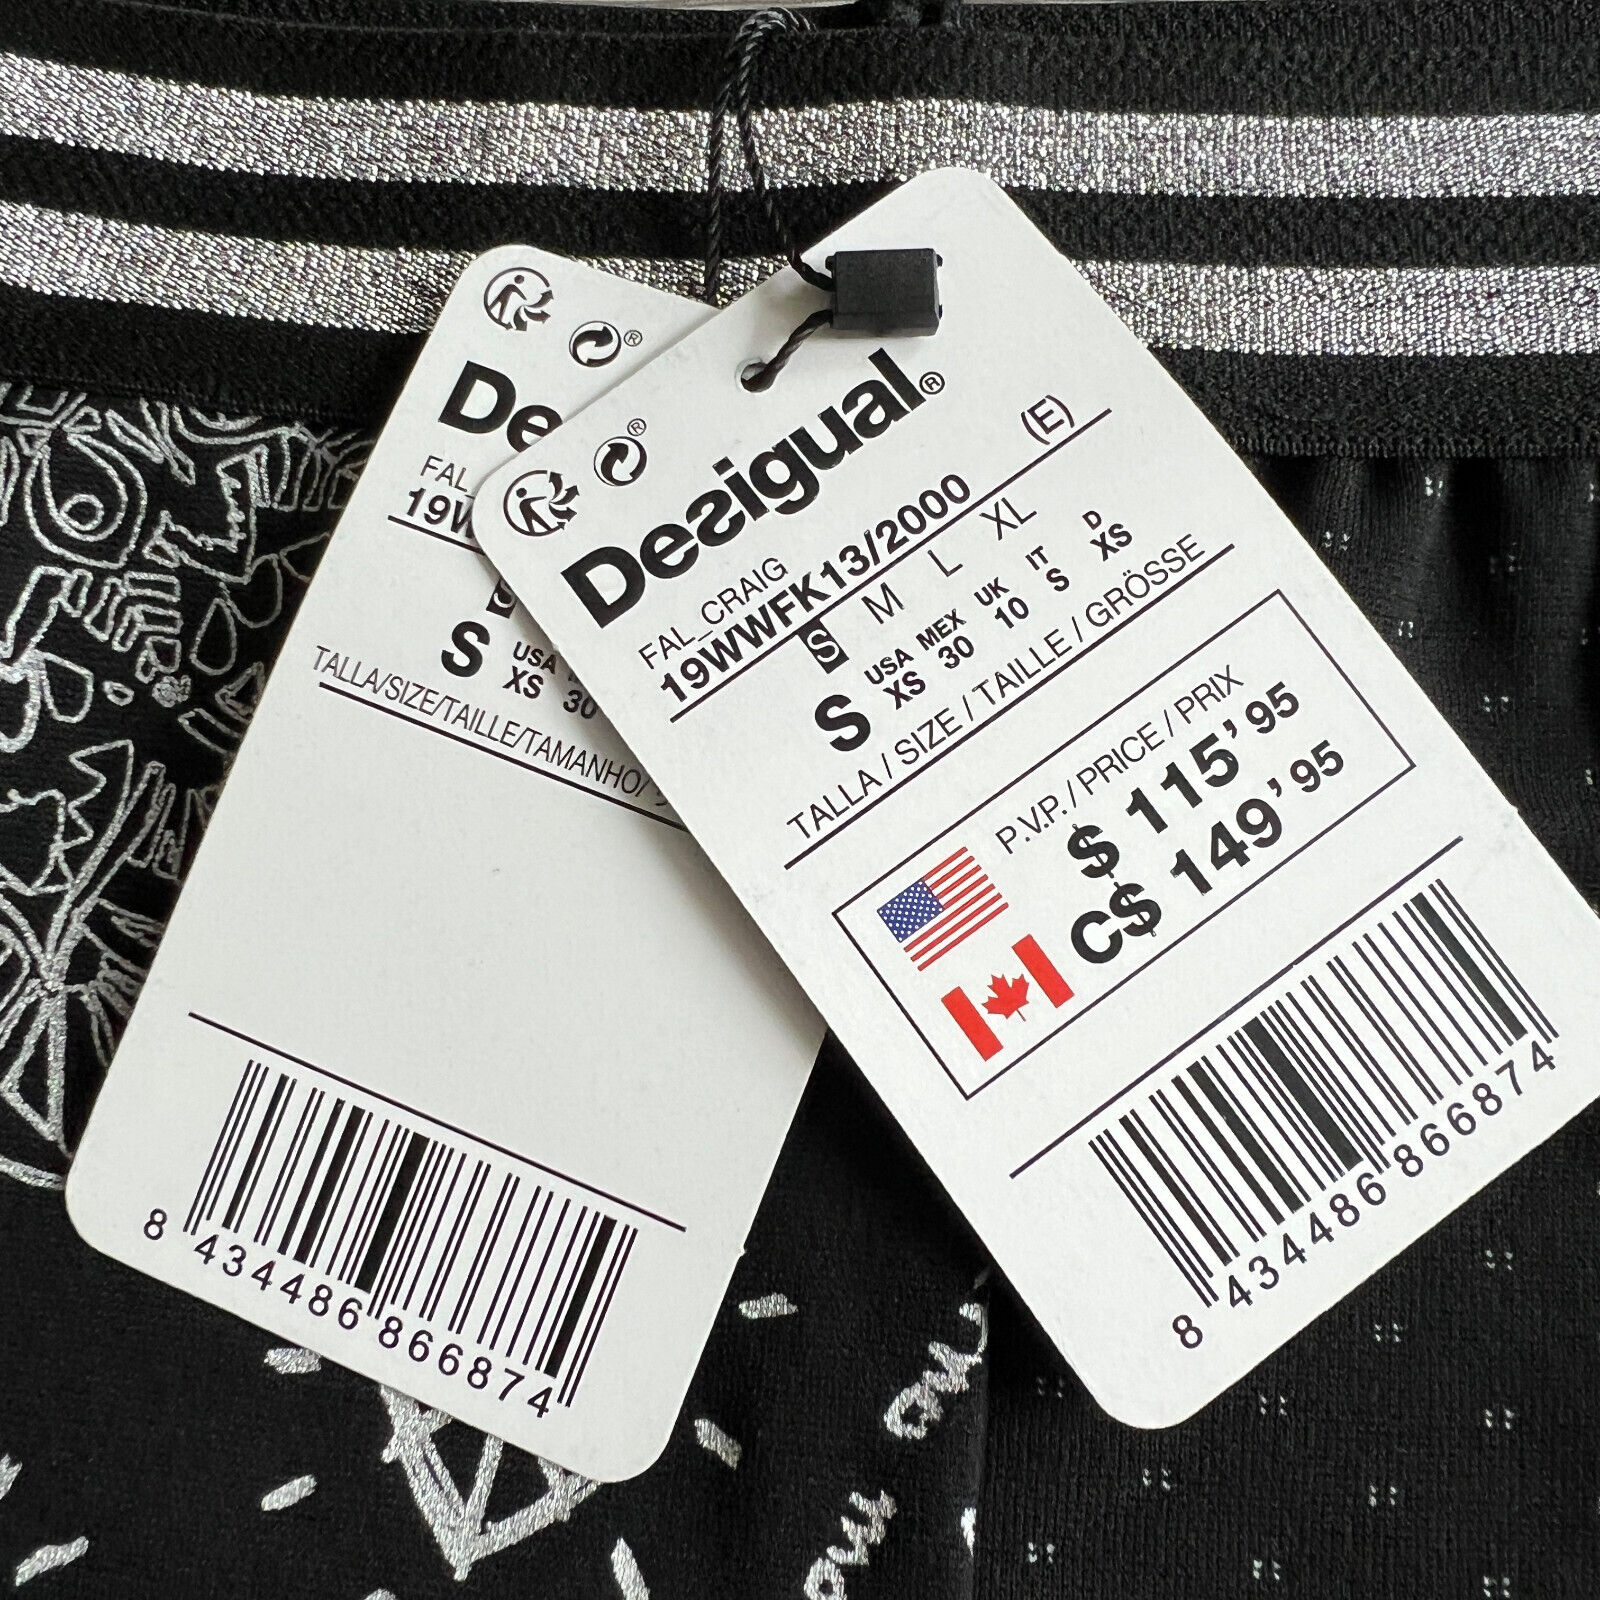 De
FAL_
19W
S
USA
XS 30
TALLA/SIZE/TAILLE/TAMANHO/
8 434486 866874
Desigual®
FAL_CRAIG
19WWFK13/2000 (E)
S M L XL
S
USA MEX UK IT D
XS 30 10 S XS
TALLA / SIZE / TAILLE / GRÖSSE
P.V.P. / PRICE / PRIX
$ 115'95
C$ 149'95
8 434486 866874